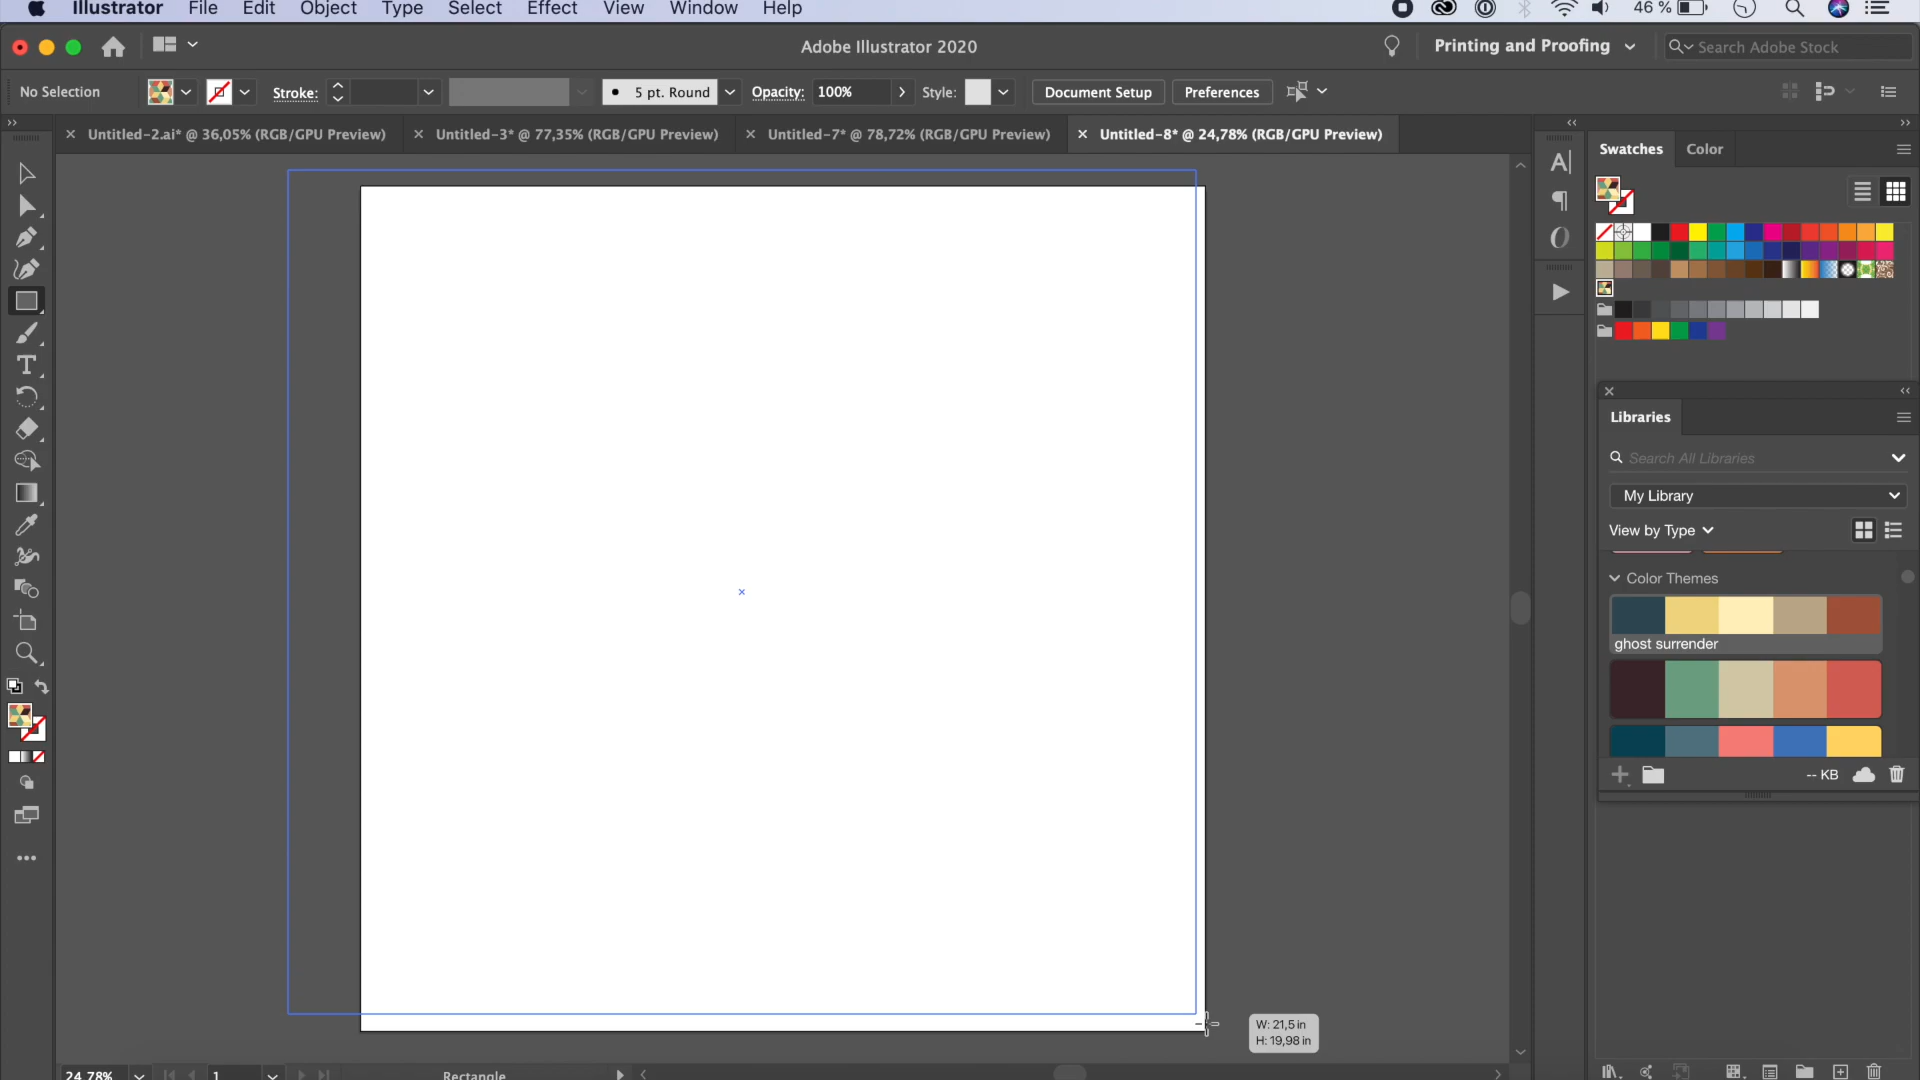 Illustrator File Edit Object Type Select Effect View Window Help 46 %
Adobe Illustrator 2020 Printing and Proofing Search Adobe Stock
No Selection Stroke: 5 pt. Round Opacity: 100% Style: Document Setup Preferences
Untitled-2.ai* @ 36,05% (RGB/GPU Preview) Untitled-3* @ 77,35% (RGB/GPU Preview) Untitled-7* @ 78,72% (RGB/GPU Preview) Untitled-8* @ 24,78% (RGB/GPU Preview)
Swatches Color
Libraries
Search All Libraries
My Library
View by Type
Color Themes
ghost surrender
-- KB
W: 21,5 in
H: 19,98 in
24,78% 1 Rectangle